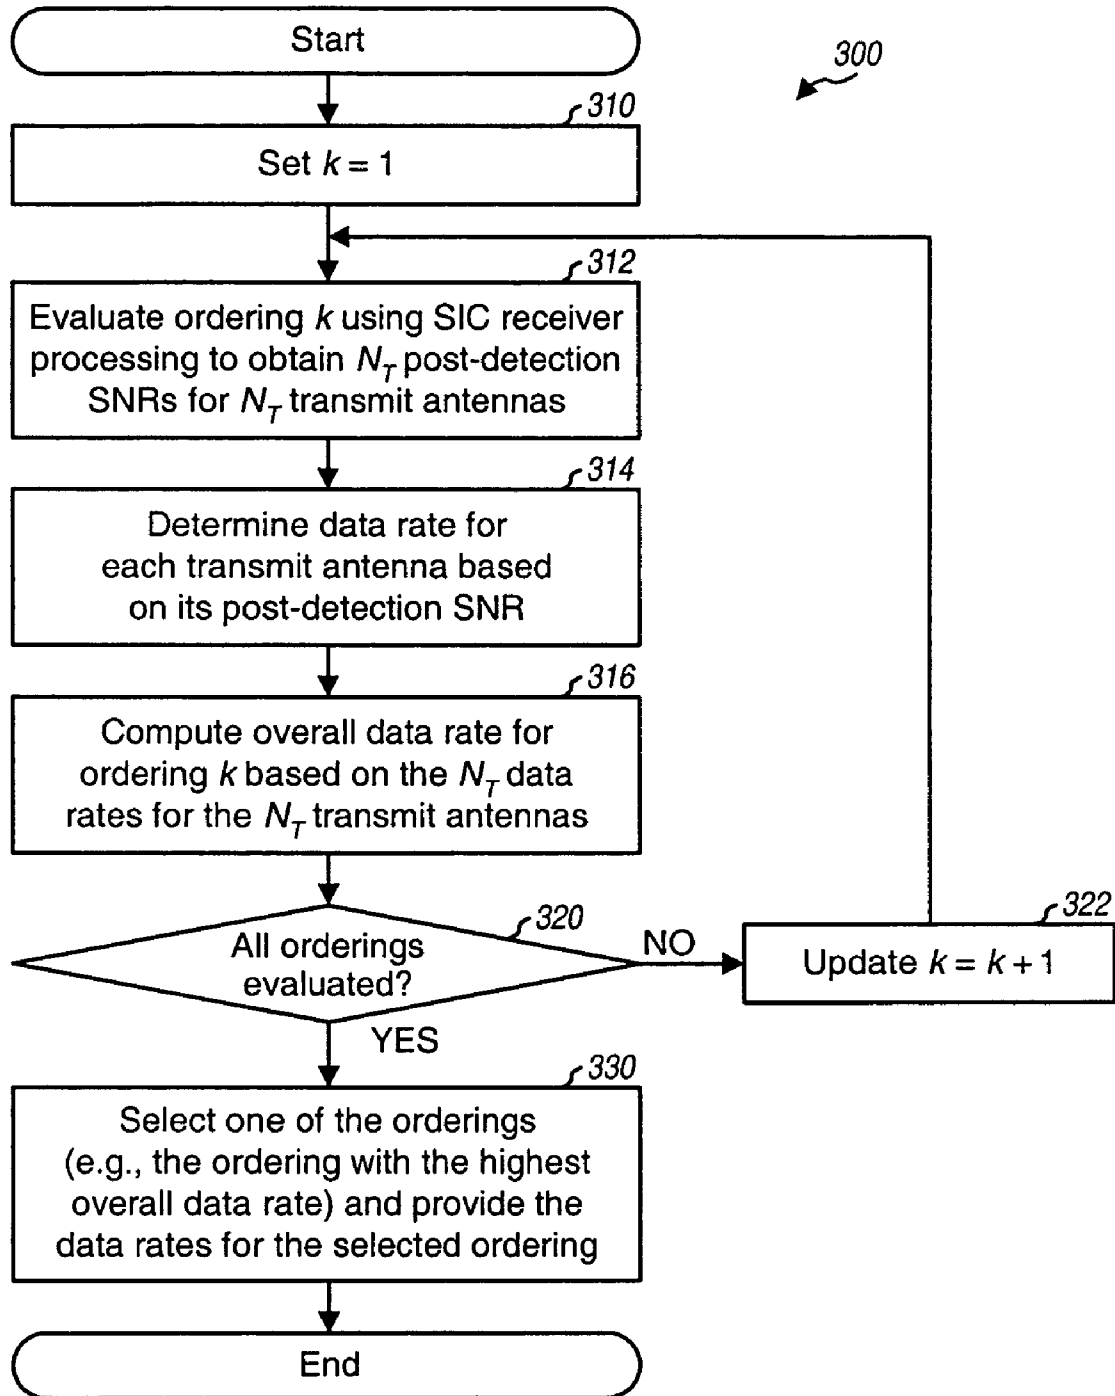 Start
300
310
Set k = 1
312
Evaluate ordering k using SIC receiver
processing to obtain N_T post-detection
SNRs for N_T transmit antennas
314
Determine data rate for
each transmit antenna based
on its post-detection SNR
316
Compute overall data rate for
ordering k based on the N_T data
rates for the N_T transmit antennas
320
All orderings
evaluated?
NO
322
Update k = k + 1
YES
330
Select one of the orderings
(e.g., the ordering with the highest
overall data rate) and provide the
data rates for the selected ordering
End